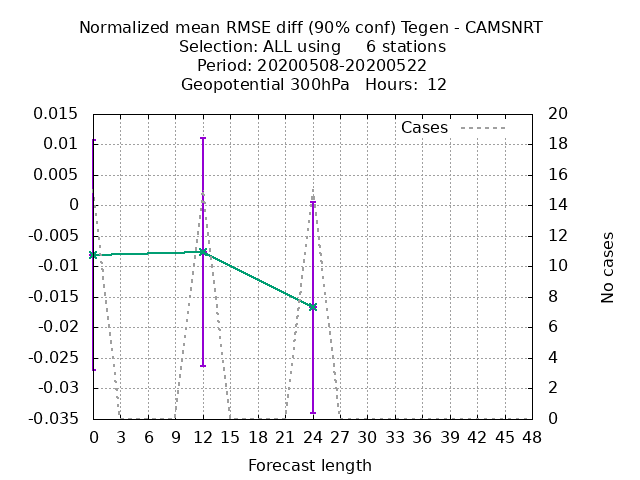 Normalized mean RMSE diff (90% conf) Tegen - CAMSNRT
Selection: ALL using     6 stations
Period: 20200508-20200522
Geopotential 300hPa   Hours:  12
0.015
0.01
0.005
0
-0.005
-0.01
-0.015
-0.02
-0.025
-0.03
-0.035
Cases
20
18
16
14
12
10
8
6
4
2
0
No cases
0 3 6 9 12 15 18 21 24 27 30 33 36 39 42 45 48
Forecast length